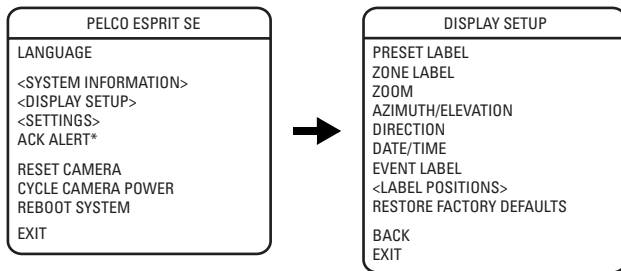 PELCO ESPRIT SE
LANGUAGE
<SYSTEM INFORMATION>
<DISPLAY SETUP>
<SETTINGS>
ACK ALERT*
RESET CAMERA
CYCLE CAMERA POWER
REBOOT SYSTEM
EXIT
DISPLAY SETUP
PRESET LABEL
ZONE LABEL
ZOOM
AZIMUTH/ELEVATION
DIRECTION
DATE/TIME
EVENT LABEL
<LABEL POSITIONS>
RESTORE FACTORY DEFAULTS
BACK
EXIT